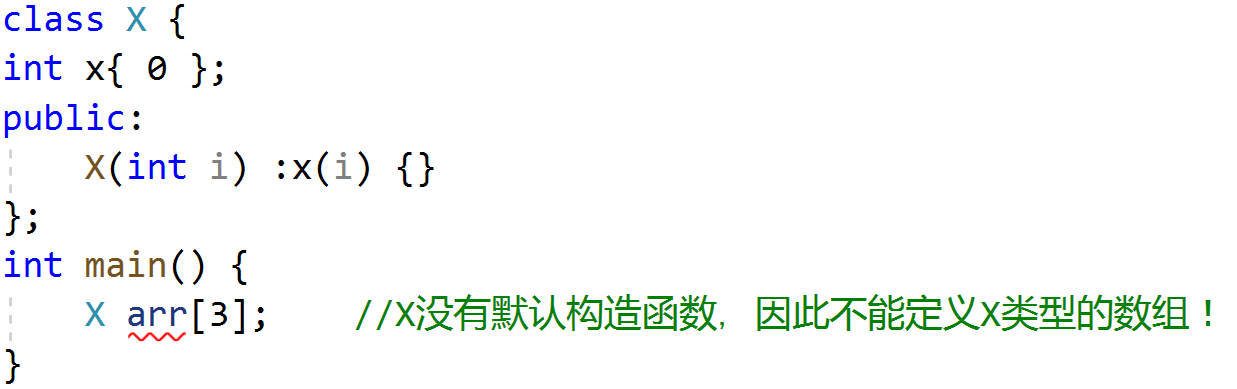 class X {
int x{ 0 };
public:
    X(int i) :x(i) {}
};
int main() {
    X arr[3];    //X没有默认构造函数, 因此不能定义X类型的数组！
}